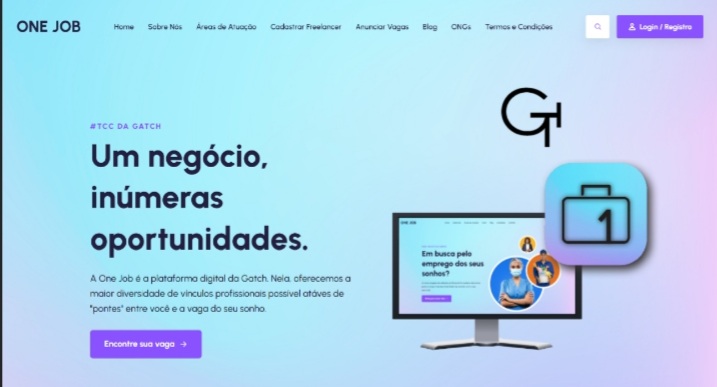 ONE JOB
Home Sobre Nós Áreas de Atuação Cadastrar Freelancer Anunciar Vagas Blog ONGs Termos e Condições
Login / Registro
#TCC DA GATCH
Um negócio,
inúmeras
oportunidades.
A One Job é a plataforma digital da Gatch. Nela, oferecemos a
maior diversidade de vínculos profissionais possível atáves de
"pontes" entre você e a vaga do seu sonho.
Encontre sua vaga →
GT
1
ONE JOB
Em busca pelo
emprego dos seus
sonhos?